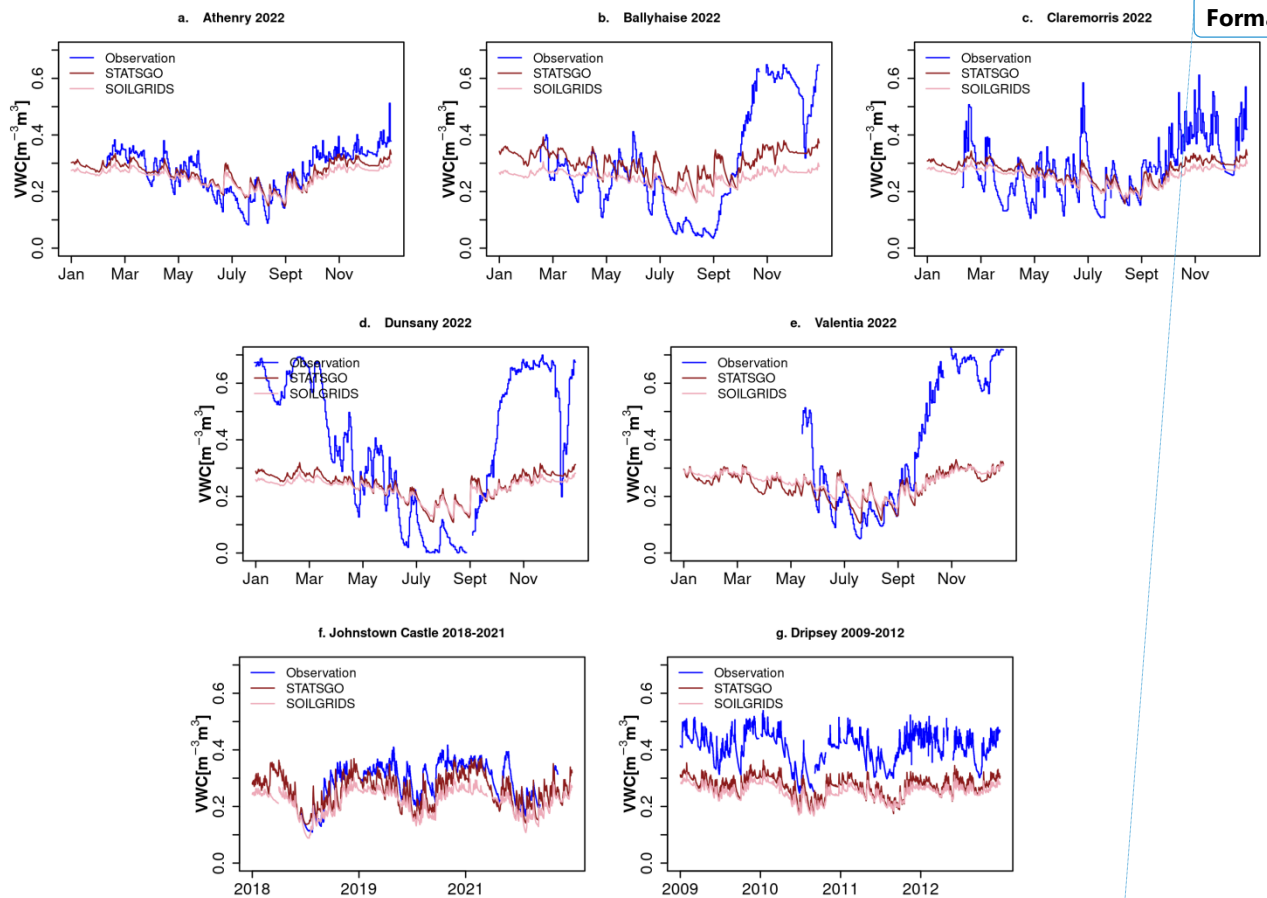 Forma
a. Athenry 2022
b. Ballyhaise 2022
c. Claremorris 2022
VWC[m−3m3]
0.0 0.2 0.4 0.6
Observation
STATSGO
SOILGRIDS
Jan Mar May July Sept Nov
VWC[m−3m3]
0.0 0.2 0.4 0.6
Observation
STATSGO
SOILGRIDS
Jan Mar May July Sept Nov
VWC[m−3m3]
0.0 0.2 0.4 0.6
Observation
STATSGO
SOILGRIDS
Jan Mar May July Sept Nov
d. Dunsany 2022
e. Valentia 2022
VWC[m−3m3]
0.0 0.2 0.4 0.6
Observation
STATSGO
SOILGRIDS
Jan Mar May July Sept Nov
VWC[m−3m3]
0.0 0.2 0.4 0.6
Observation
STATSGO
SOILGRIDS
Jan Mar May July Sept Nov
f. Johnstown Castle 2018-2021
g. Dripsey 2009-2012
VWC[m−3m3]
0.0 0.2 0.4 0.6
Observation
STATSGO
SOILGRIDS
2018 2019 2021
VWC[m−3m3]
0.0 0.2 0.4 0.6
Observation
STATSGO
SOILGRIDS
2009 2010 2011 2012